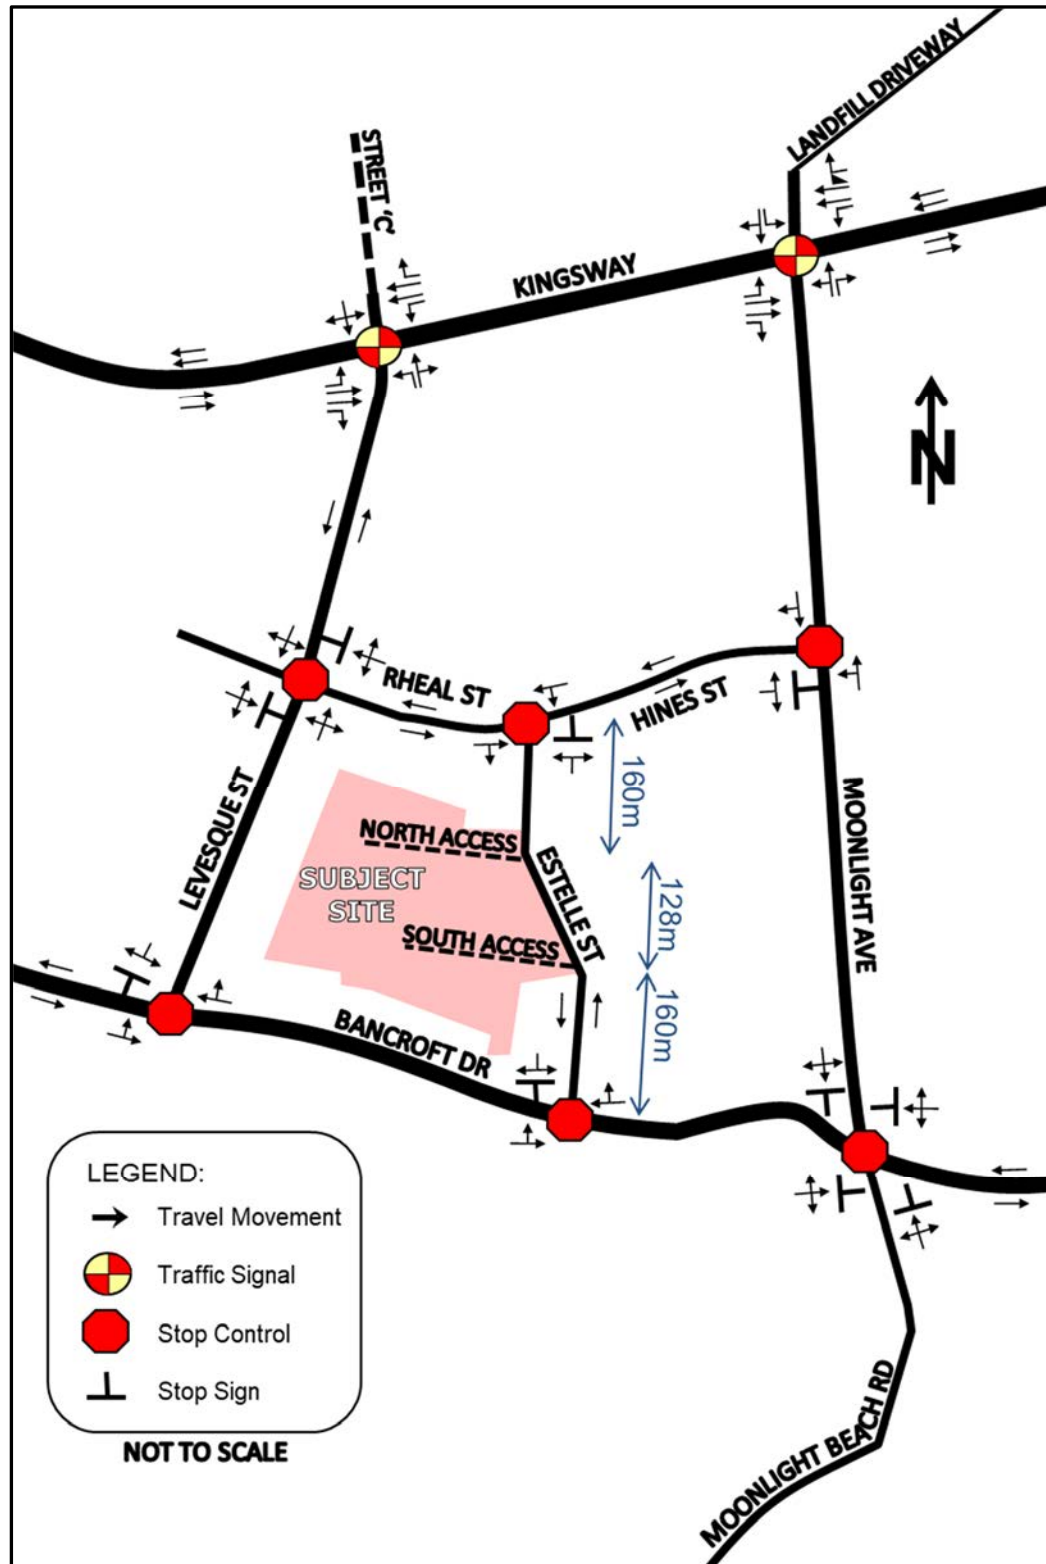 LANDFILL DRIVEWAY
STREET 'C'
KINGSWAY
N
RHEAL ST
HINES ST
160m
LEVESQUE ST
NORTH ACCESS
MOONLIGHT AVE
SUBJECT
SITE
ESTELLE ST
128m
SOUTH ACCESS
160m
BANCROFT DR
LEGEND:
Travel Movement
Traffic Signal
Stop Control
Stop Sign
NOT TO SCALE
MOONLIGHT BEACH RD